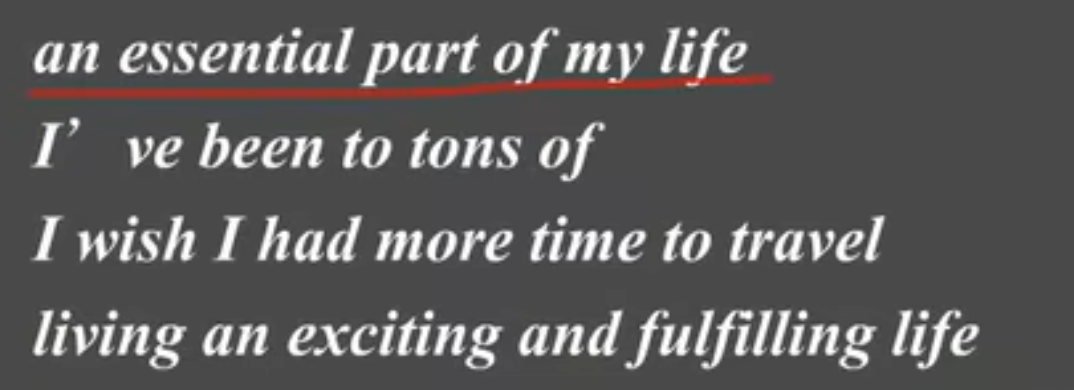 an essential part of my life
I’ ve been to tons of
I wish I had more time to travel
living an exciting and fulfilling life